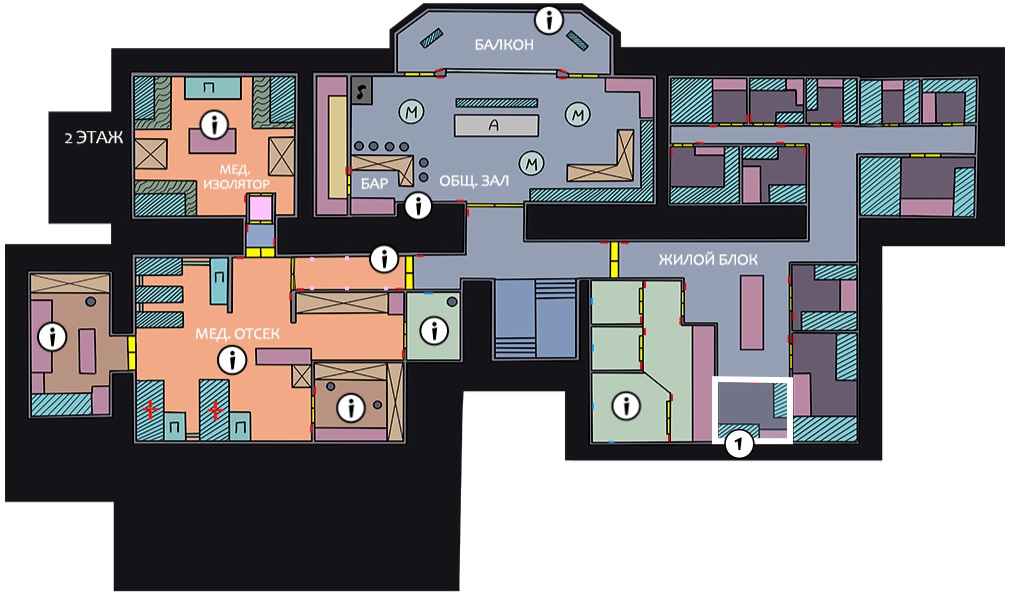 БАЛКОН
2 ЭТАЖ
П
М
М
А
МЕД.
ИЗОЛЯТОР
БАР
ОБЩ. ЗАЛ
М
ЖИЛОЙ БЛОК
П
МЕД. ОТСЕК
П
П
1
i
i
i
i
i
i
i
i
i